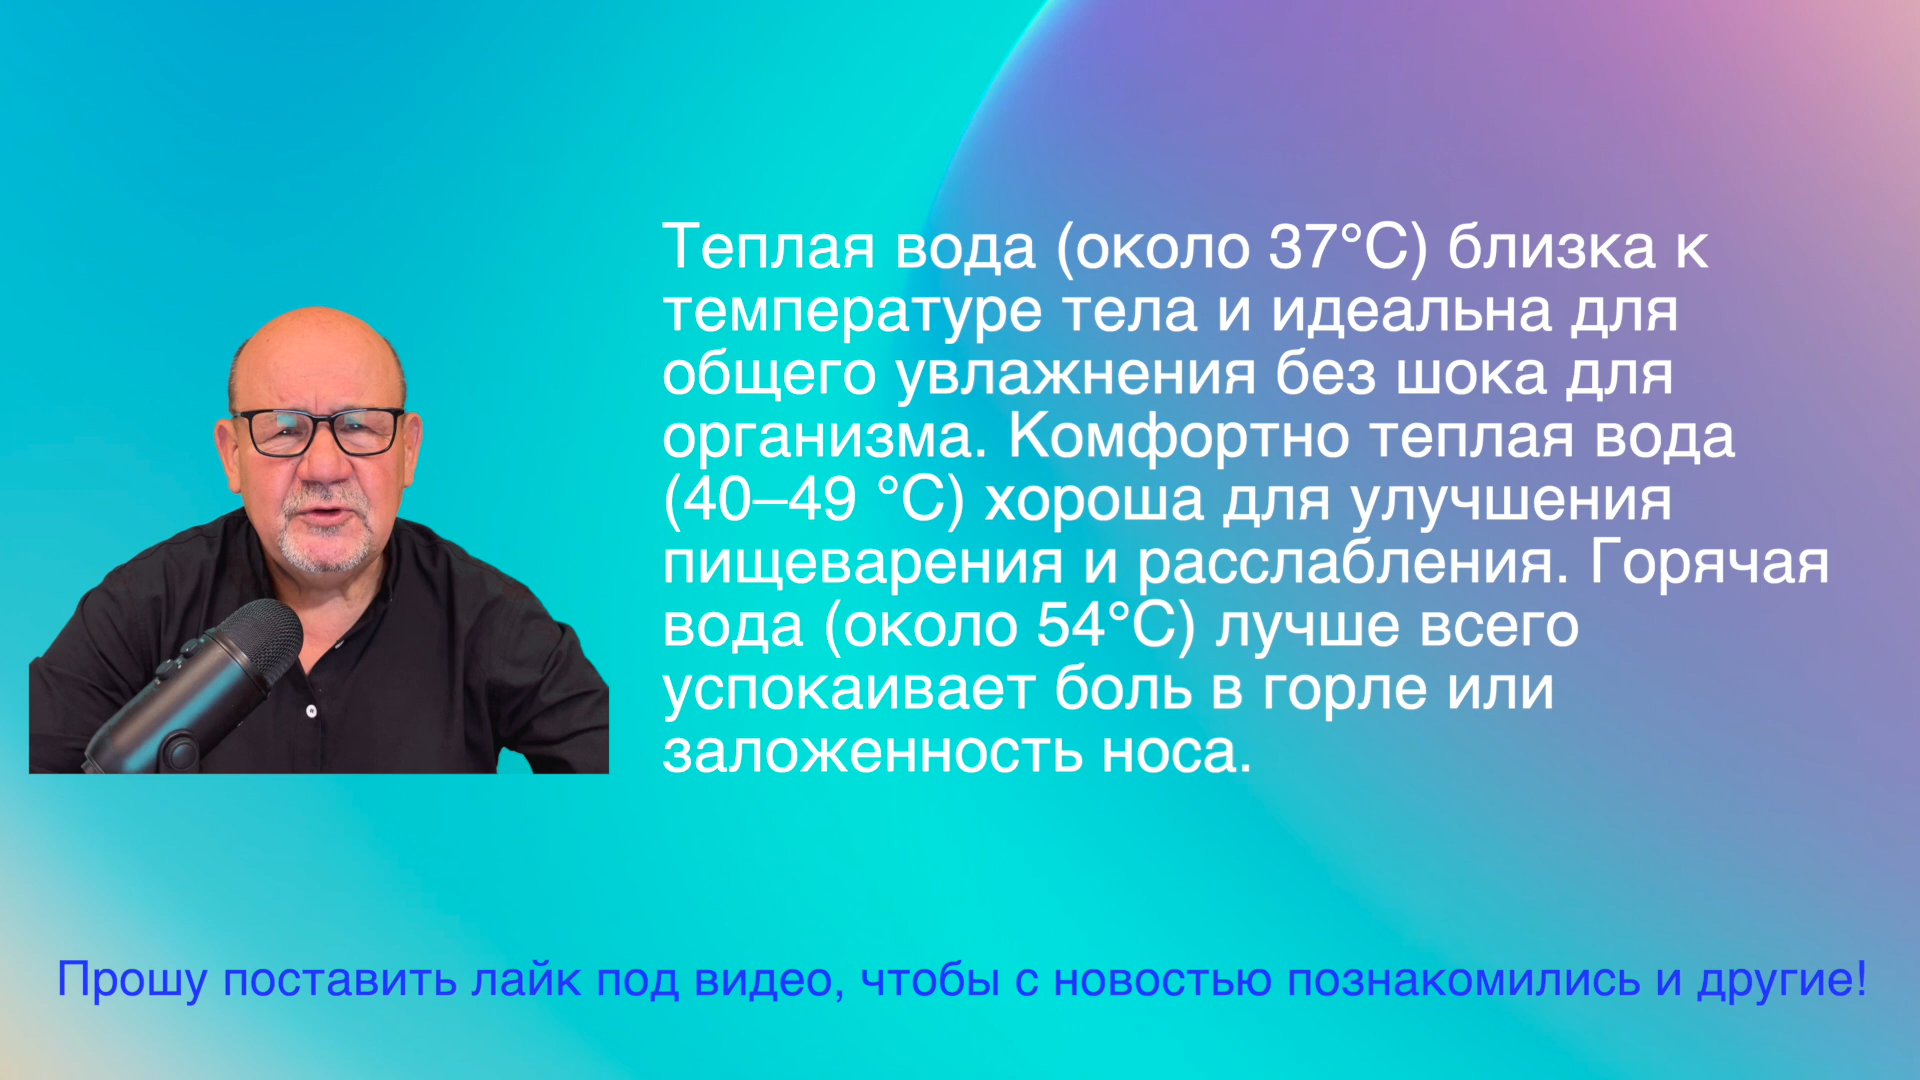 Теплая вода (около 37°C) близка к
температуре тела и идеальна для
общего увлажнения без шока для
организма. Комфортно теплая вода
(40–49 °C) хороша для улучшения
пищеварения и расслабления. Горячая
вода (около 54°C) лучше всего
успокаивает боль в горле или
заложенность носа.
Прошу поставить лайк под видео, чтобы с новостью познакомились и другие!